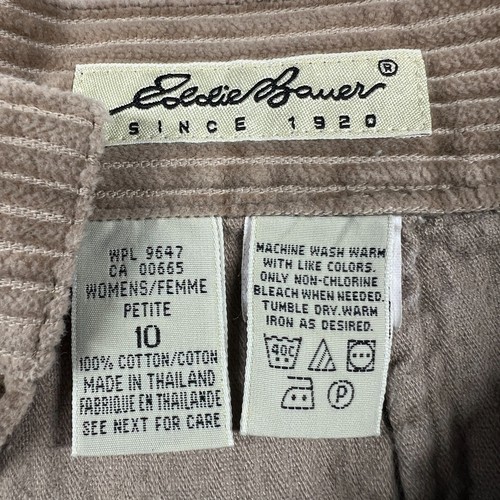 Eddie Bauer ®
SINCE 1920
WPL 9647
CA 00665
WOMENS/FEMME
PETITE
10
100% COTTON/COTON
MADE IN THAILAND
FABRIQUE EN THAILANDE
SEE NEXT FOR CARE
MACHINE WASH WARM
WITH LIKE COLORS.
ONLY NON-CHLORINE
BLEACH WHEN NEEDED.
TUMBLE DRY.WARM
IRON AS DESIRED.
40C
P